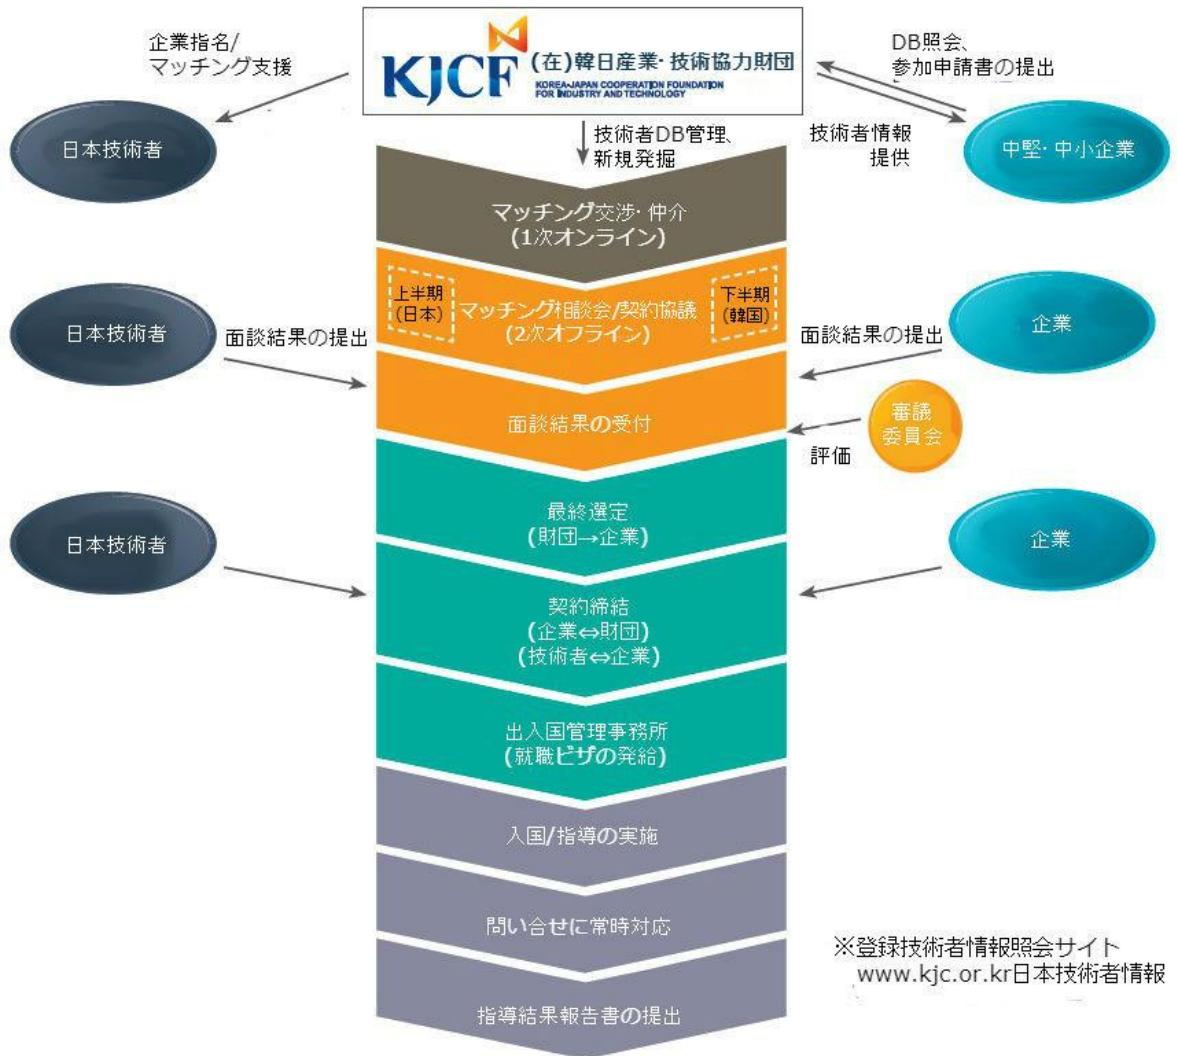 企業指名/
マッチング支援
KJCF
(在)韓日産業・技術協力財団
KOREA-JAPAN COOPERATION FOUNDATION
FOR INDUSTRY AND TECHNOLOGY
DB照会、
参加申請書の提出
日本技術者
技術者DB管理、
新規発掘
技術者情報
提供
中堅・中小企業
マッチング交渉・仲介
(1次オンライン)
上半期
(日本)
マッチング相談会/契約協議
(2次オフライン)
下半期
(韓国)
日本技術者
面談結果の提出
面談結果の提出
企業
面談結果の受付
審議
委員会
評価
最終選定
(財団→企業)
日本技術者
企業
契約締結
(企業⇔財団)
(技術者⇔企業)
出入国管理事務所
(就職ビザの発給)
入国/指導の実施
問い合せに常時対応
指導結果報告書の提出
※登録技術者情報照会サイト
www.kjc.or.kr日本技術者情報